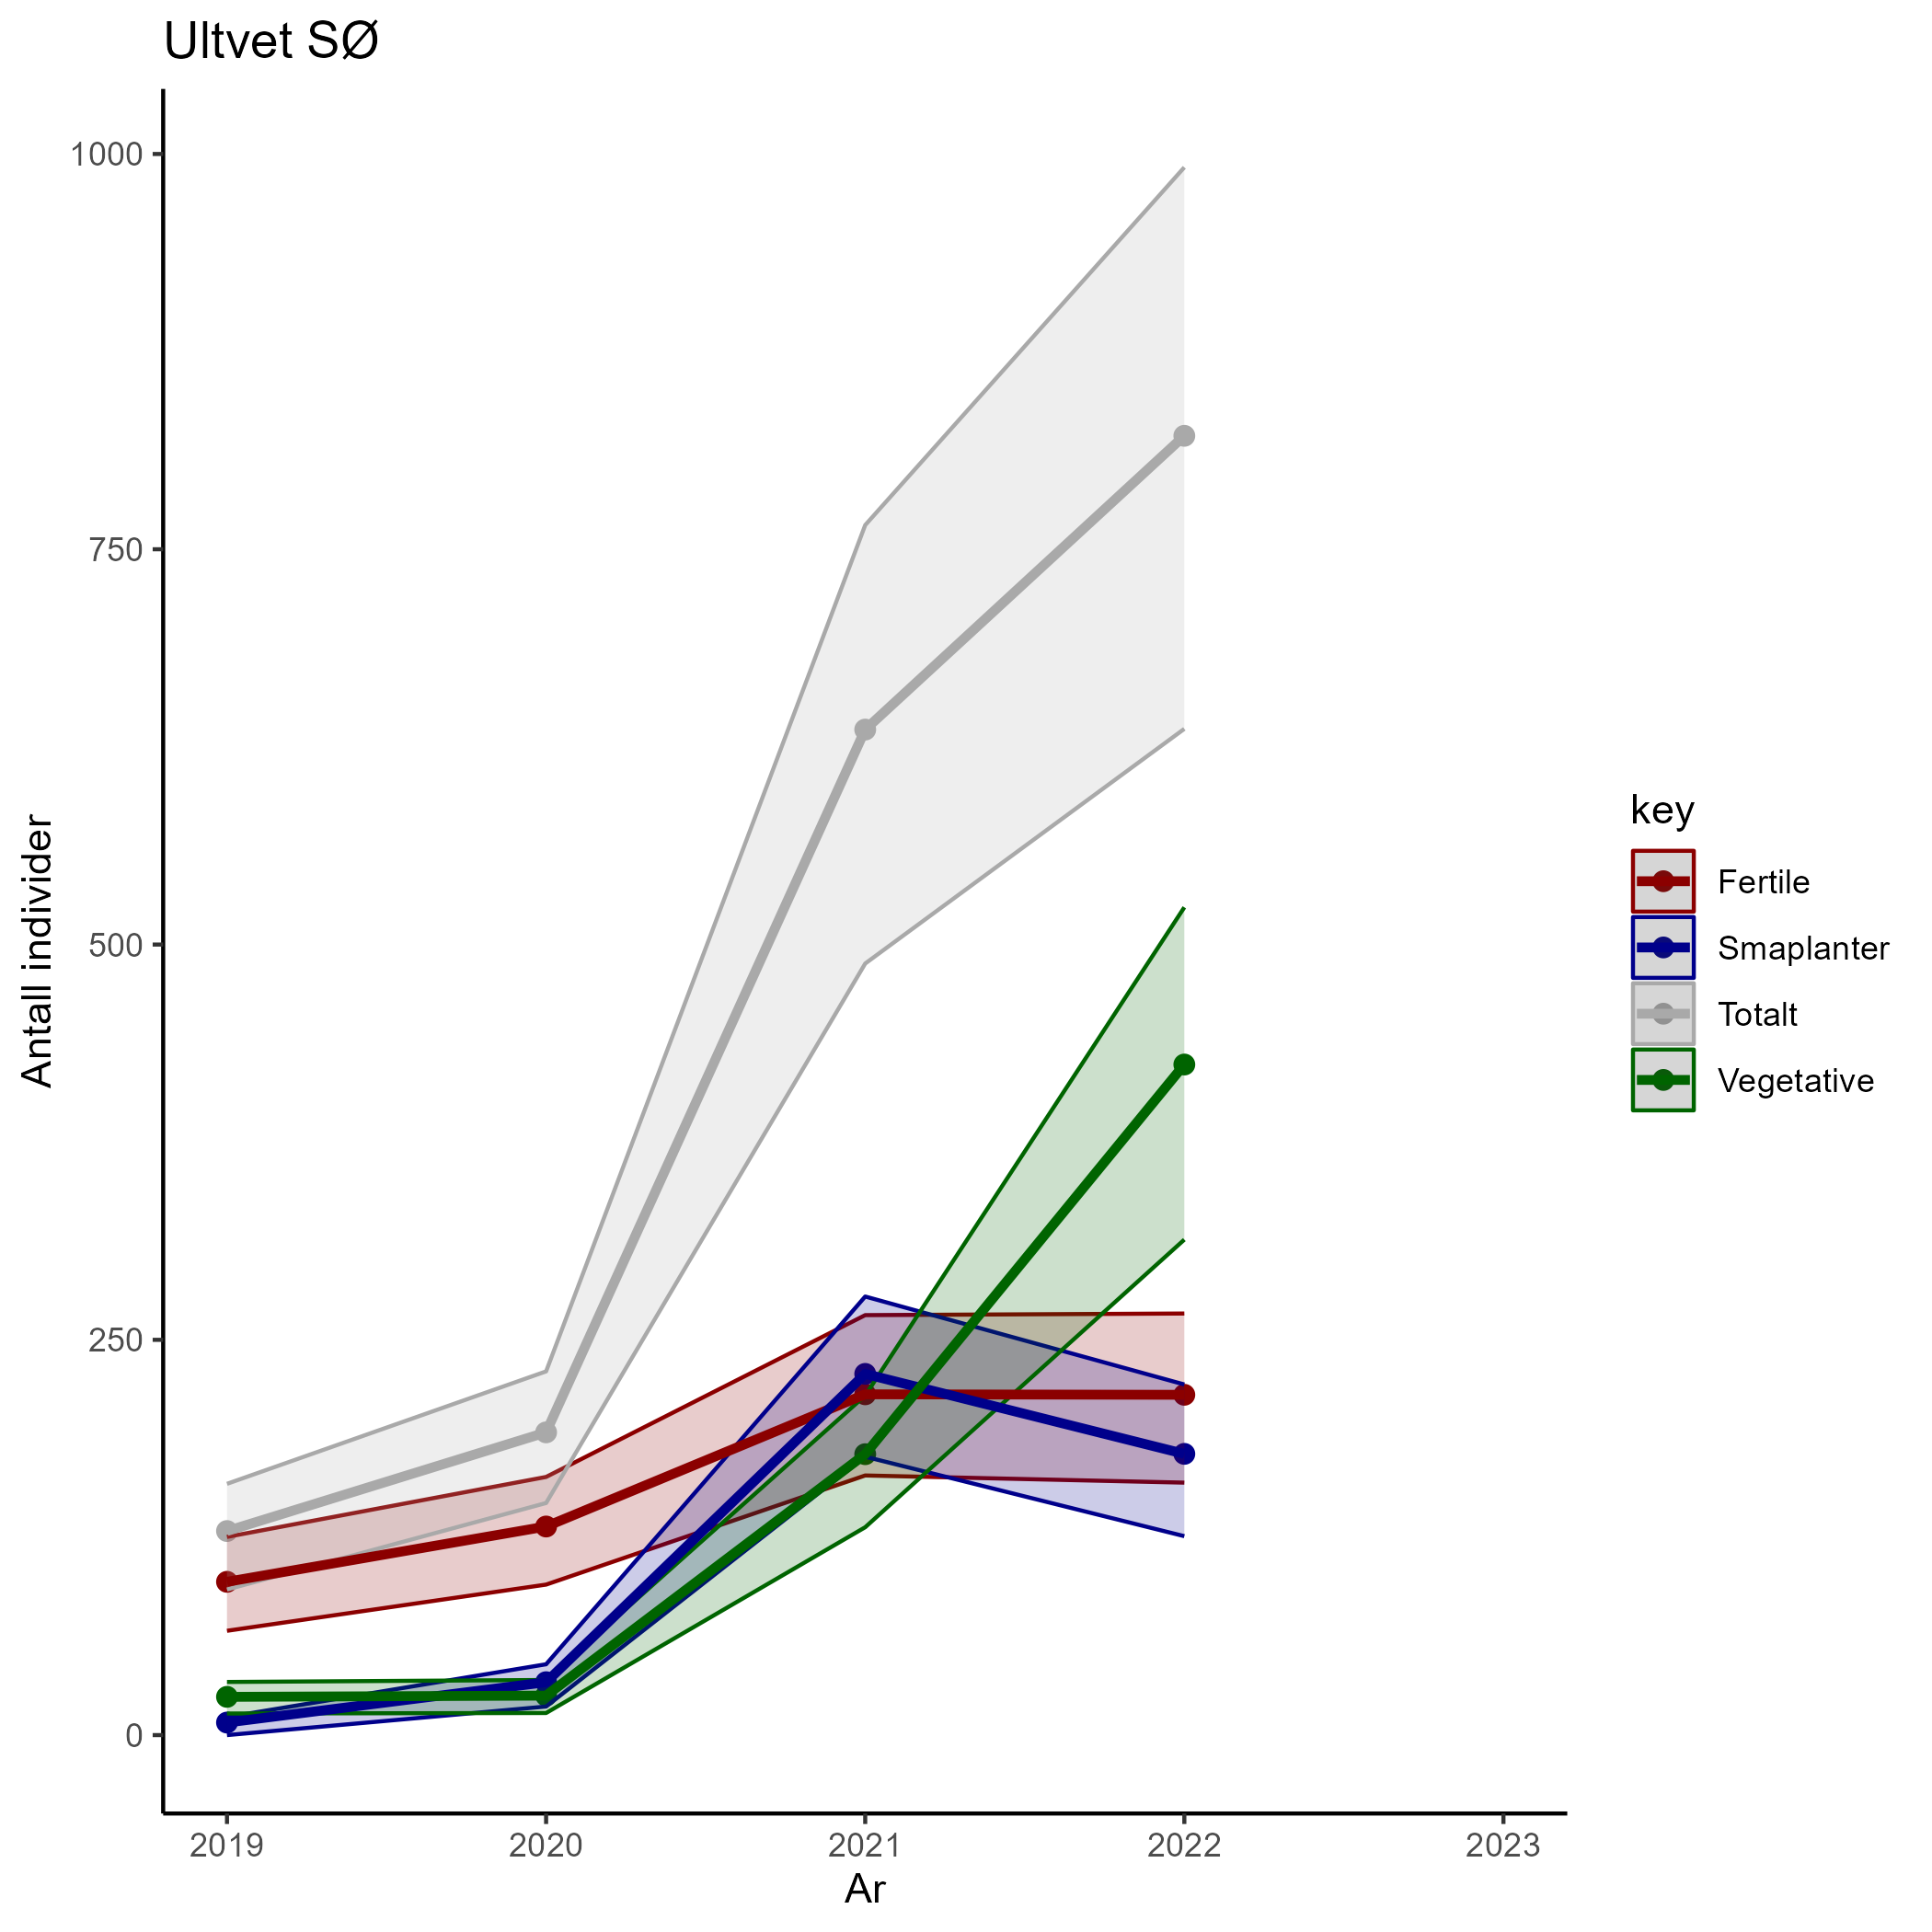 Ultvet SØ
1000
750
500
250
0
Antall individer
2019 2020 2021 2022 2023
Ar
key
Fertile
Smaplanter
Totalt
Vegetative